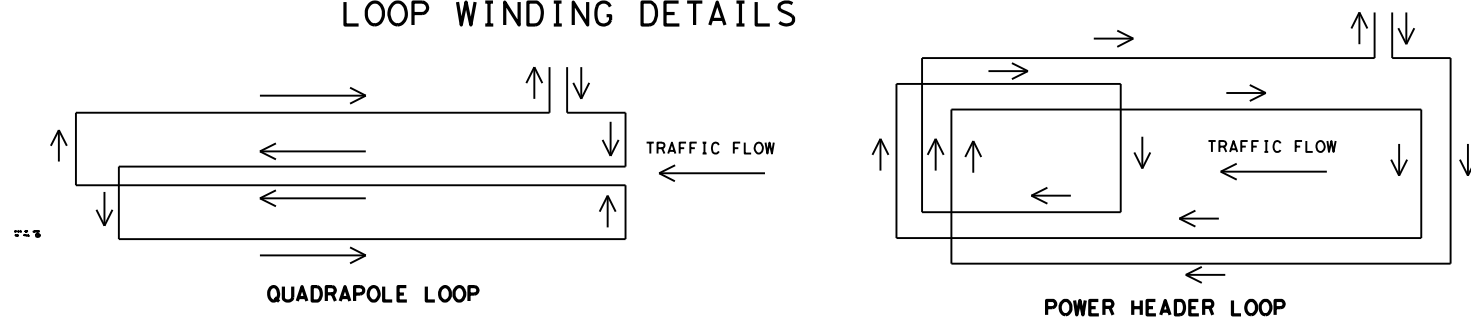 LOOP WINDING DETAILS
TRAFFIC FLOW
QUADRAPOLE LOOP
TRAFFIC FLOW
POWER HEADER LOOP